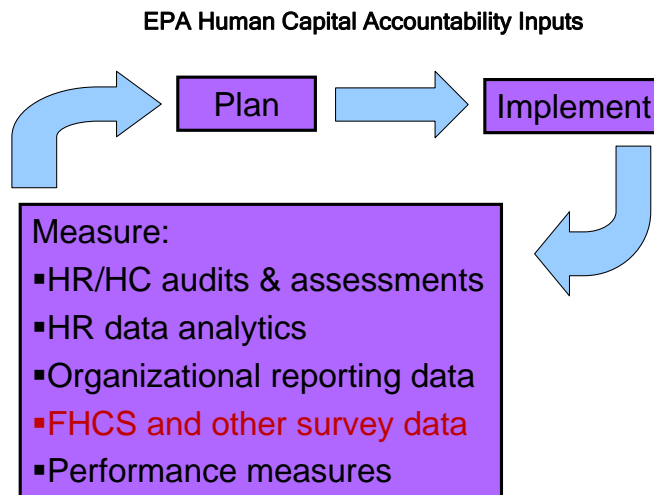 EPA Human Capital Accountability Inputs
Plan
Implement
Measure:
▪HR/HC audits & assessments
▪HR data analytics
▪Organizational reporting data
▪FHCS and other survey data
▪Performance measures